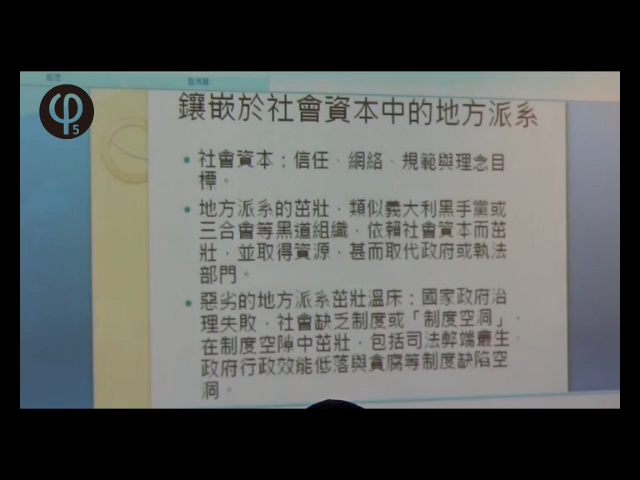 φ5
鑲嵌於社會資本中的地方派系
• 社會資本：信任、網絡、規範與理念目
標。
• 地方派系的茁壯，類似義大利黑手黨或
三合會等黑道組織，依賴社會資本而茁
壯，並取得資源，甚而取代政府或執法
部門。
• 惡劣的地方派系茁壯溫床：國家政府治
理失敗，社會缺乏制度或「制度空洞」，
在制度空隙中茁壯，包括司法弊端叢生、
政府行政效能低落與貪腐等制度缺陷空
洞。